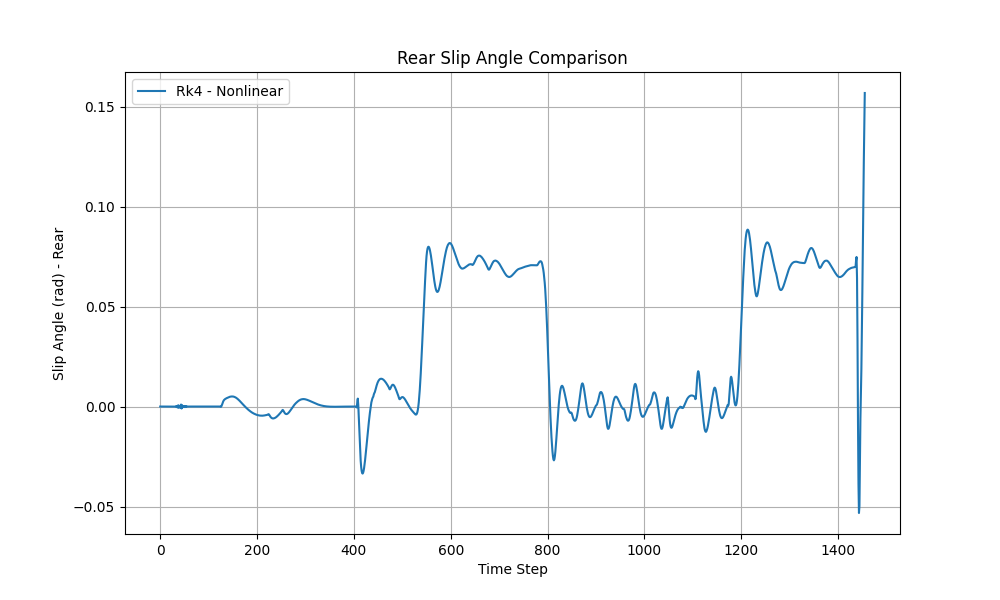 Rear Slip Angle Comparison
Rk4 - Nonlinear
0.15
0.10
0.05
0.00
−0.05
Slip Angle (rad) - Rear
0 200 400 600 800 1000 1200 1400
Time Step